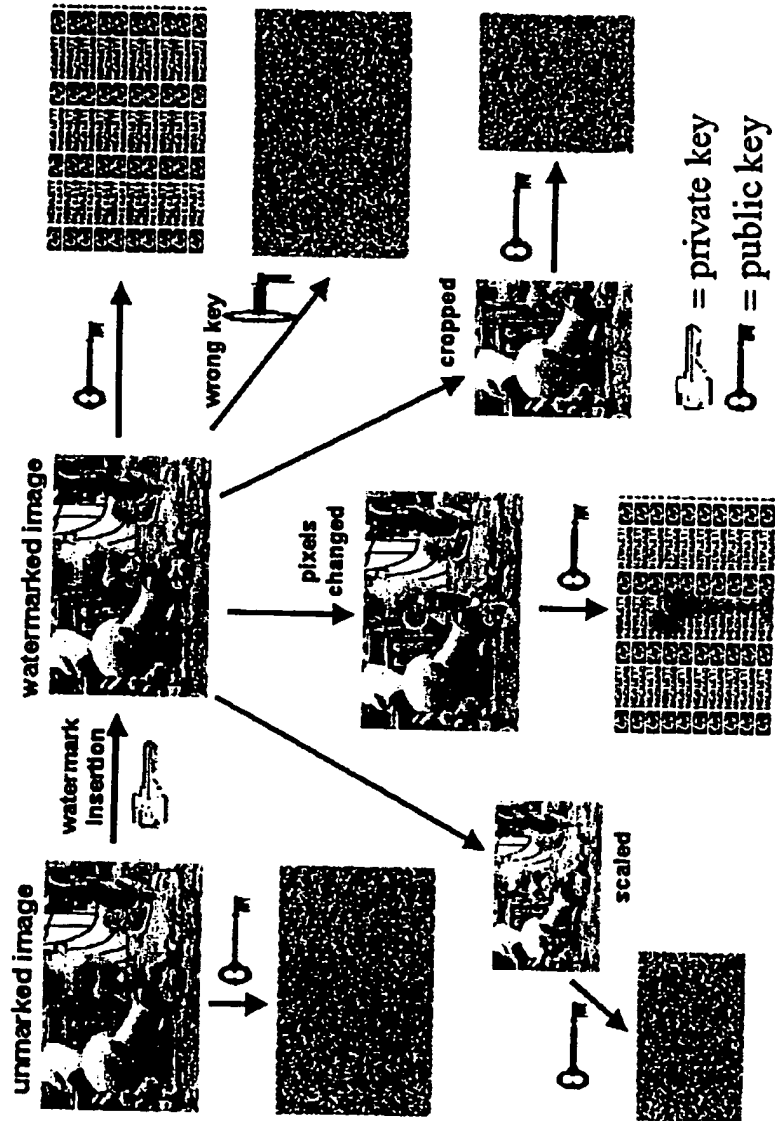 unmarked image
watermark
insertion
watermarked image
wrong key
pixels
changed
cropped
scaled
= private key
= public key